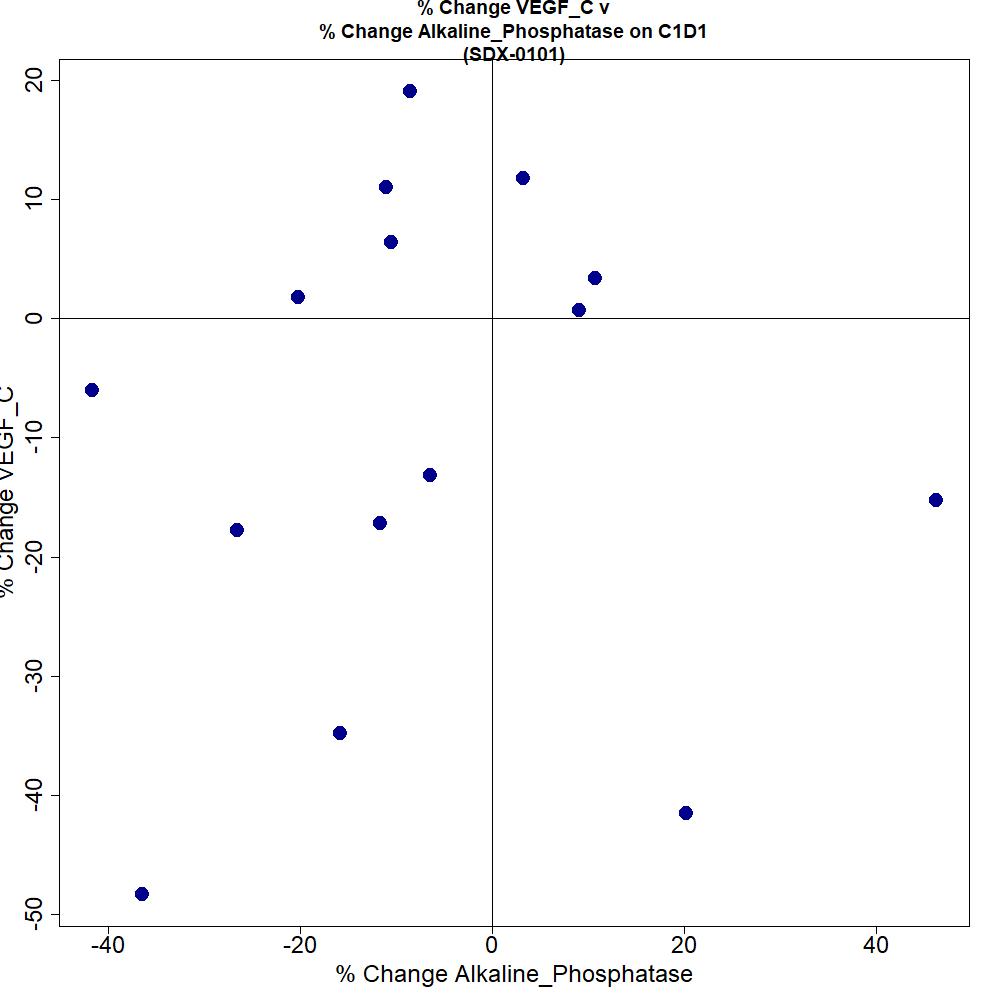 % Change VEGF_C v
% Change Alkaline_Phosphatase on C1D1
(SDX-0101)
% Change VEGF_C
20
10
0
-10
-20
-30
-40
-50
-40
-20
0
20
40
% Change Alkaline_Phosphatase